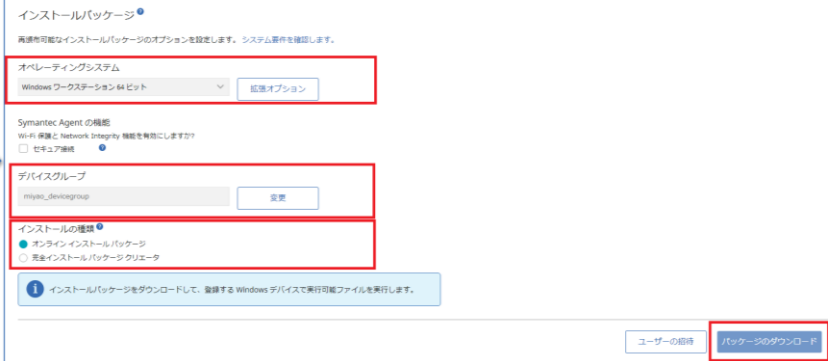 インストールパッケージ ?
再頒布可能なインストールパッケージのオプションを設定します。 システム要件を確認します。
オペレーティングシステム
Windows ワークステーション 64 ビット
拡張オプション
Symantec Agent の機能
Wi-Fi 保護と Network Integrity 機能を有効にしますか?
セキュア接続 ?
デバイスグループ
miyao_devicegroup
変更
インストールの種類 ?
オンライン インストール パッケージ
完全インストール パッケージ クリエータ
i インストールパッケージをダウンロードして、登録する Windows デバイスで実行可能ファイルを実行します。
ユーザーの招待
パッケージのダウンロード